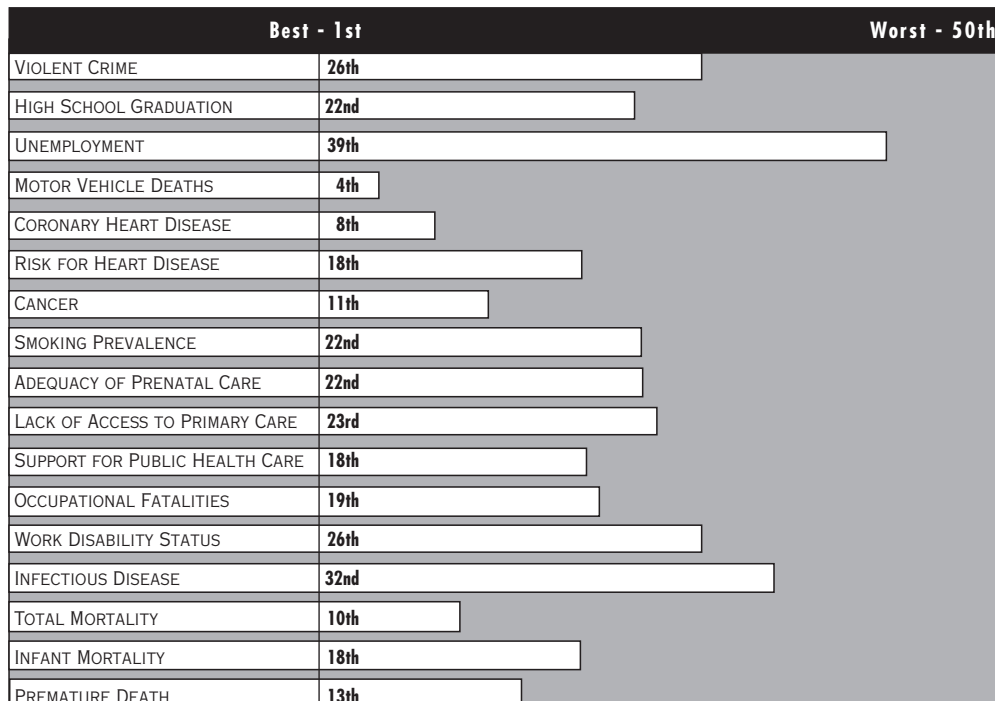 Best - 1st Worst - 50th
VIOLENT CRIME 26th
HIGH SCHOOL GRADUATION 22nd
UNEMPLOYMENT 39th
MOTOR VEHICLE DEATHS 4th
CORONARY HEART DISEASE 8th
RISK FOR HEART DISEASE 18th
CANCER 11th
SMOKING PREVALENCE 22nd
ADEQUACY OF PRENATAL CARE 22nd
LACK OF ACCESS TO PRIMARY CARE 23rd
SUPPORT FOR PUBLIC HEALTH CARE 18th
OCCUPATIONAL FATALITIES 19th
WORK DISABILITY STATUS 26th
INFECTIOUS DISEASE 32nd
TOTAL MORTALITY 10th
INFANT MORTALITY 18th
PREMATURE DEATH 13th